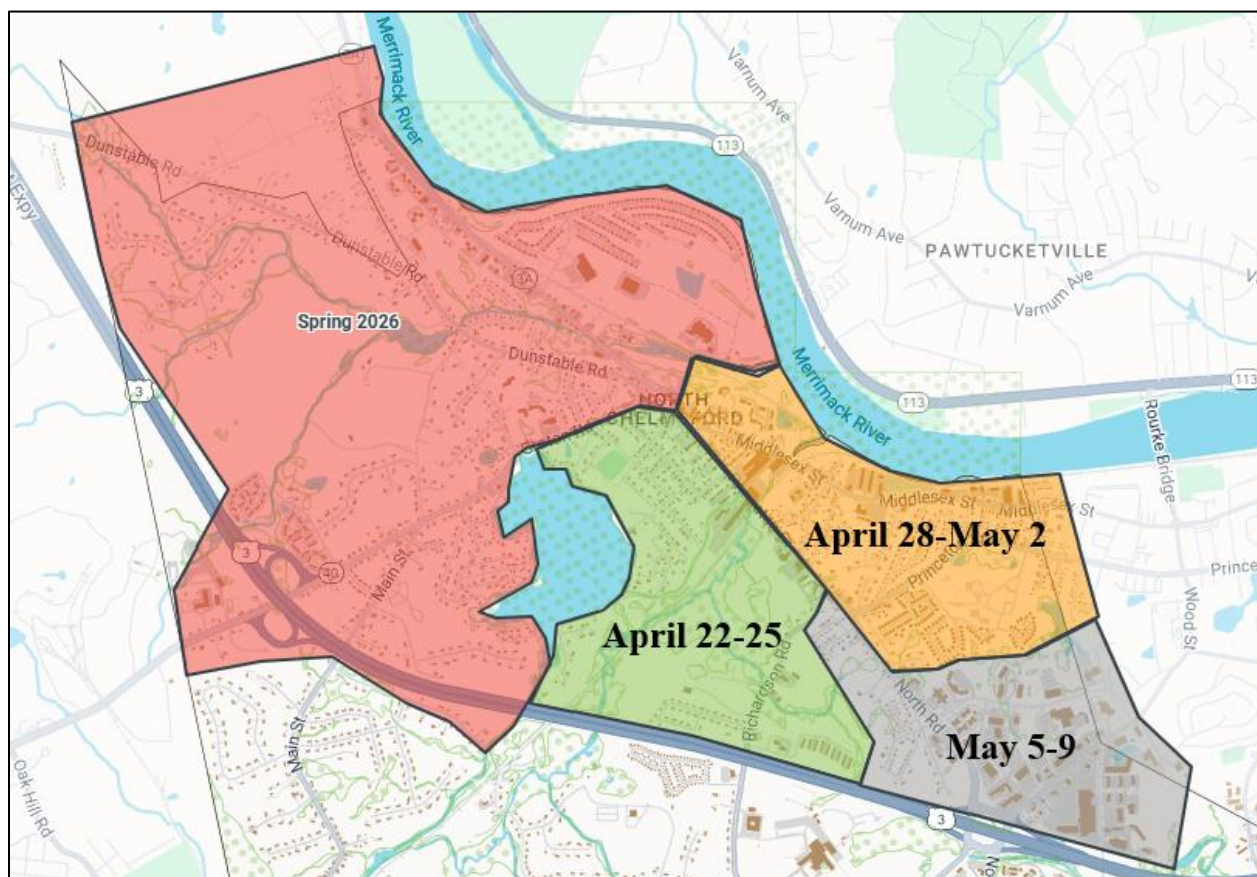 Merrimack River
Varnum Ave
3A
113
Dunstable Rd
Expy
Varnum Ave
PAWTUCKETVILLE
Dunstable Rd
Varnum Ave
3A
Spring 2026
Merrimack River
Dunstable Rd
113
3
NORTH
CHELMSFORD
113
Rourke Bridge
Middlesex St
Middlesex St
Middlesex St
April 28-May 2
3
Princeton
Prince
40
Main St
Wood St
April 22-25
Richardson Rd
North Rd
Main St
May 5-9
Oak Hill Rd
3
No